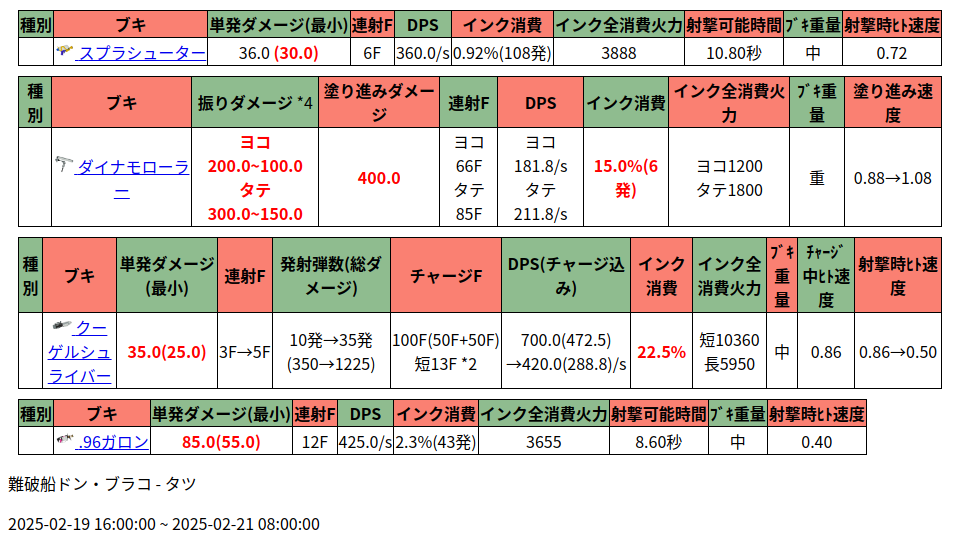 種別 ブキ 単発ダメージ(最小) 連射F DPS インク消費 インク全消費火力 射撃可能時間 ﾌﾞｷ重量 射撃時ﾋﾄ速度
スプラシューター 36.0 (30.0) 6F 360.0/s 0.92%(108発) 3888 10.80秒 中 0.72
種別 ブキ 振りダメージ *4 塗り進みダメージ 連射F DPS インク消費 インク全消費火力 ﾌﾞｷ重量 塗り進み速度
ダイナモローラー ヨコ 200.0~100.0 タテ 300.0~150.0 400.0 ヨコ 66F タテ 85F ヨコ 181.8/s タテ 211.8/s 15.0%(6発) ヨコ1200 タテ1800 重 0.88→1.08
種別 ブキ 単発ダメージ(最小) 連射F 発射弾数(総ダメージ) チャージF DPS(チャージ込み) インク消費 インク全消費火力 ﾌﾞｷ重量 ﾁｬｰｼﾞ中ﾋﾄ速度 射撃時ﾋﾄ速度
クーゲルシュライバー 35.0(25.0) 3F→5F 10発→35発(350→1225) 100F(50F+50F) 短13F *2 700.0(472.5)→420.0(288.8)/s 22.5% 短10360 長5950 中 0.86 0.86→0.50
種別 ブキ 単発ダメージ(最小) 連射F DPS インク消費 インク全消費火力 射撃可能時間 ﾌﾞｷ重量 射撃時ﾋﾄ速度
.96ガロン 85.0(55.0) 12F 425.0/s 2.3%(43発) 3655 8.60秒 中 0.40
難破船ドン・ブラコ - タツ
2025-02-19 16:00:00 ~ 2025-02-21 08:00:00